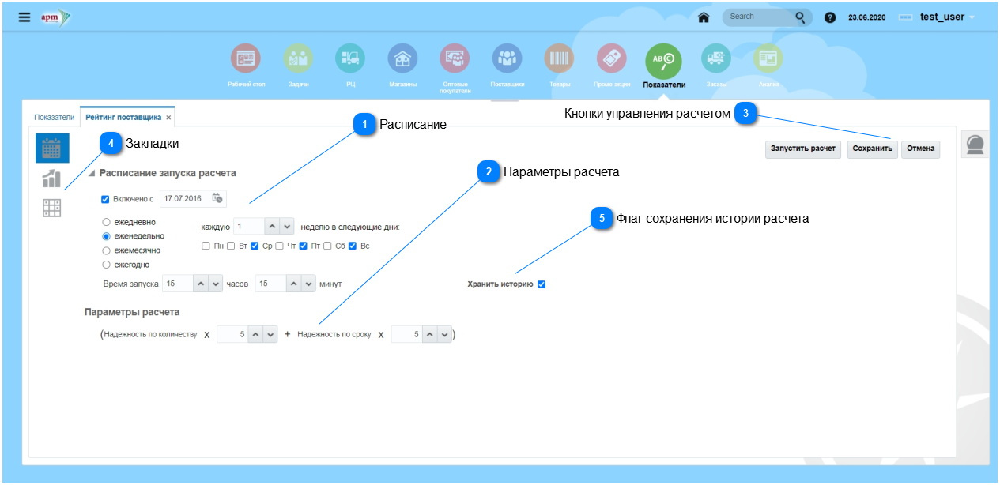 apm
Search
?
23.06.2020
test_user
Рабочий стол
Задачи
РЦ
Магазины
Оптовые
покупатели
Поставщики
Товары
Промо-акции
AB©
Показатели
Заказы
Анализ
Показатели
Рейтинг поставщика ×
1 Расписание
Кнопки управления расчетом 3
4 Закладки
Запустить расчет
Сохранить
Отмена
2 Параметры расчета
Расписание запуска расчета
Включено с 17.07.2016
5 Флаг сохранения истории расчета
ежедневно
каждую 1 неделю в следующие дни:
еженедельно
Пн Вт Ср Чт Пт Сб Вс
ежемесячно
ежегодно
Время запуска 15 часов 15 минут
Хранить историю
Параметры расчета
(Надежность по количеству X 5 + Надежность по сроку X 5 )